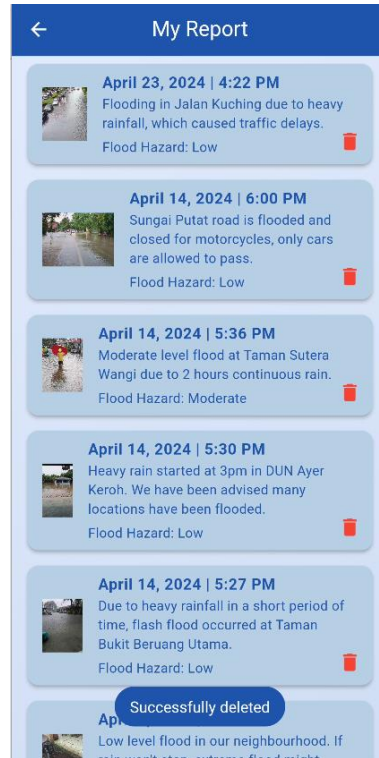 My Report
April 23, 2024 | 4:22 PM
Flooding in Jalan Kuching due to heavy
rainfall, which caused traffic delays.
Flood Hazard: Low
April 14, 2024 | 6:00 PM
Sungai Putat road is flooded and
closed for motorcycles, only cars
are allowed to pass.
Flood Hazard: Low
April 14, 2024 | 5:36 PM
Moderate level flood at Taman Sutera
Wangi due to 2 hours continuous rain.
Flood Hazard: Moderate
April 14, 2024 | 5:30 PM
Heavy rain started at 3pm in DUN Ayer
Keroh. We have been advised many
locations have been flooded.
Flood Hazard: Low
April 14, 2024 | 5:27 PM
Due to heavy rainfall in a short period of
time, flash flood occurred at Taman
Bukit Beruang Utama.
Flood Hazard: Low
Successfully deleted
Low level flood in our neighbourhood. If
rain won't stop, extreme flood might